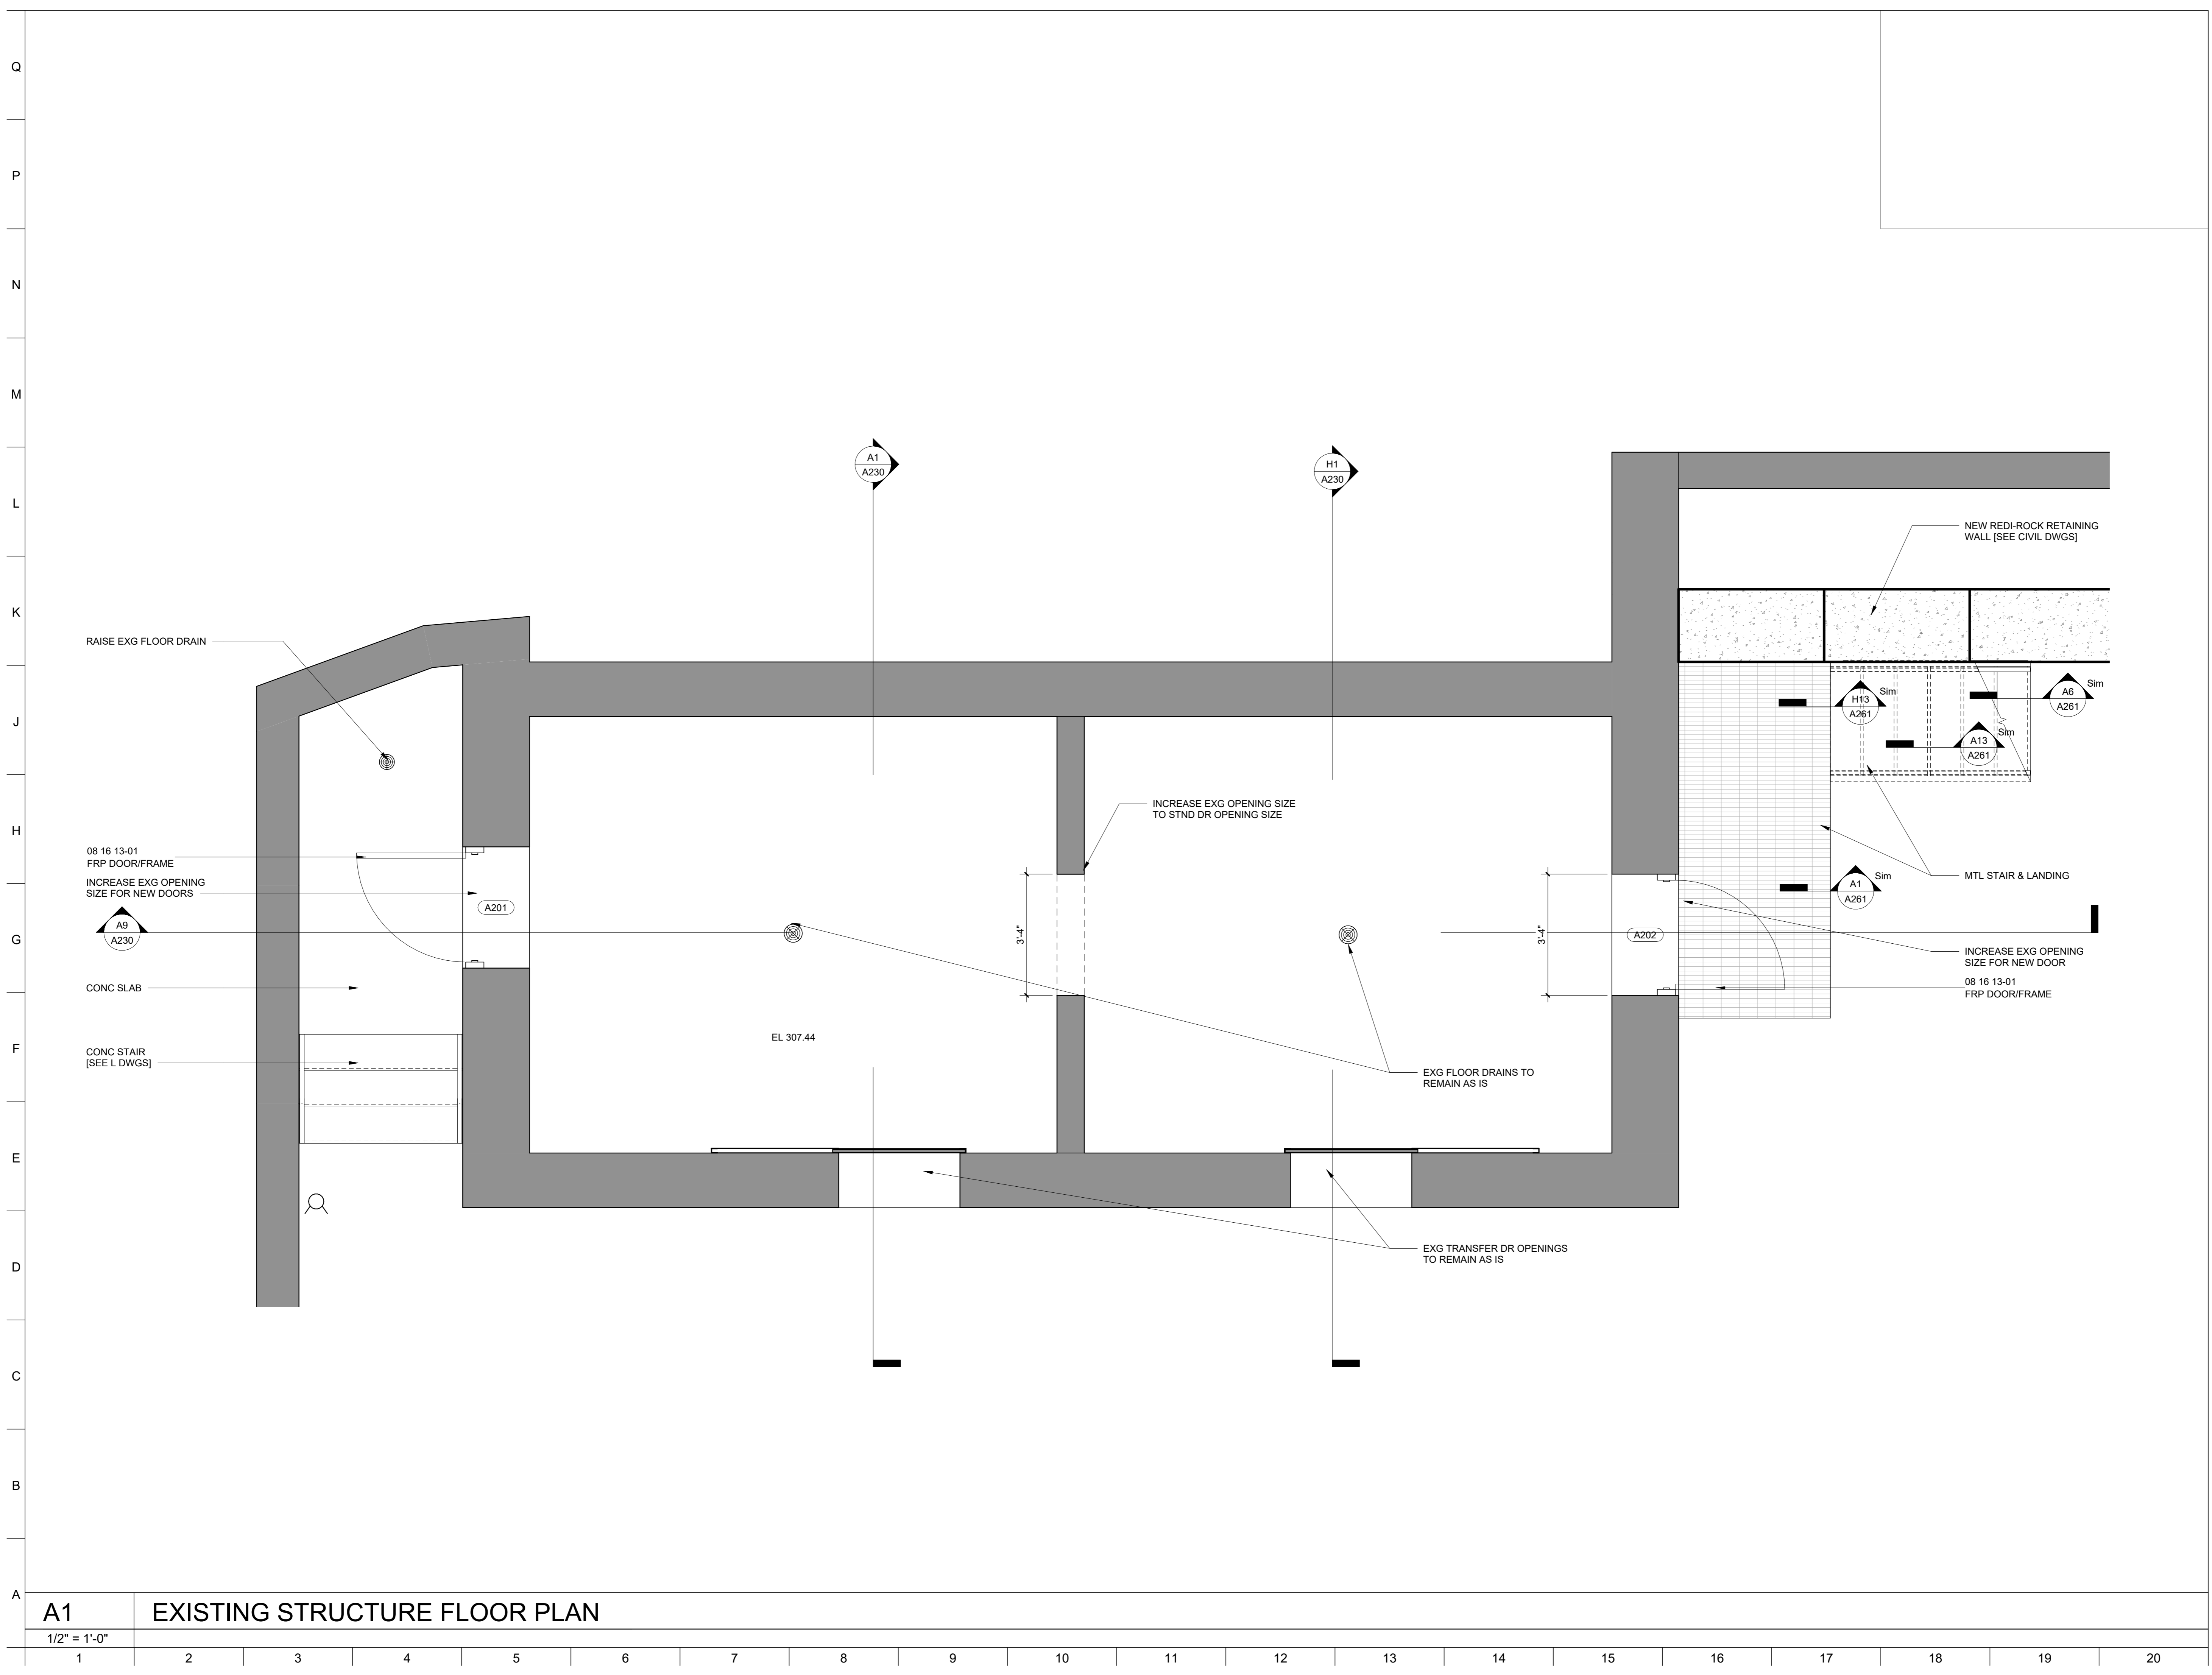 Q
P
N
M
L
K
J
H
G
F
E
D
C
B
A
A1
A230
H1
A230
NEW REDI-ROCK RETAINING
WALL [SEE CIVIL DWGS]
RAISE EXG FLOOR DRAIN
H13
A261
Sim
A6
A261
Sim
A13
A261
Sim
INCREASE EXG OPENING SIZE
TO STND DR OPENING SIZE
08 16 13-01
FRP DOOR/FRAME
INCREASE EXG OPENING
SIZE FOR NEW DOORS
A201
A9
A230
CONC SLAB
CONC STAIR
[SEE L DWGS]
3'-4"
3'-4"
A202
A1
A261
Sim
MTL STAIR & LANDING
INCREASE EXG OPENING
SIZE FOR NEW DOOR
08 16 13-01
FRP DOOR/FRAME
EL 307.44
EXG FLOOR DRAINS TO
REMAIN AS IS
EXG TRANSFER DR OPENINGS
TO REMAIN AS IS
A1
EXISTING STRUCTURE FLOOR PLAN
1/2" = 1'-0"
1 2 3 4 5 6 7 8 9 10 11 12 13 14 15 16 17 18 19 20